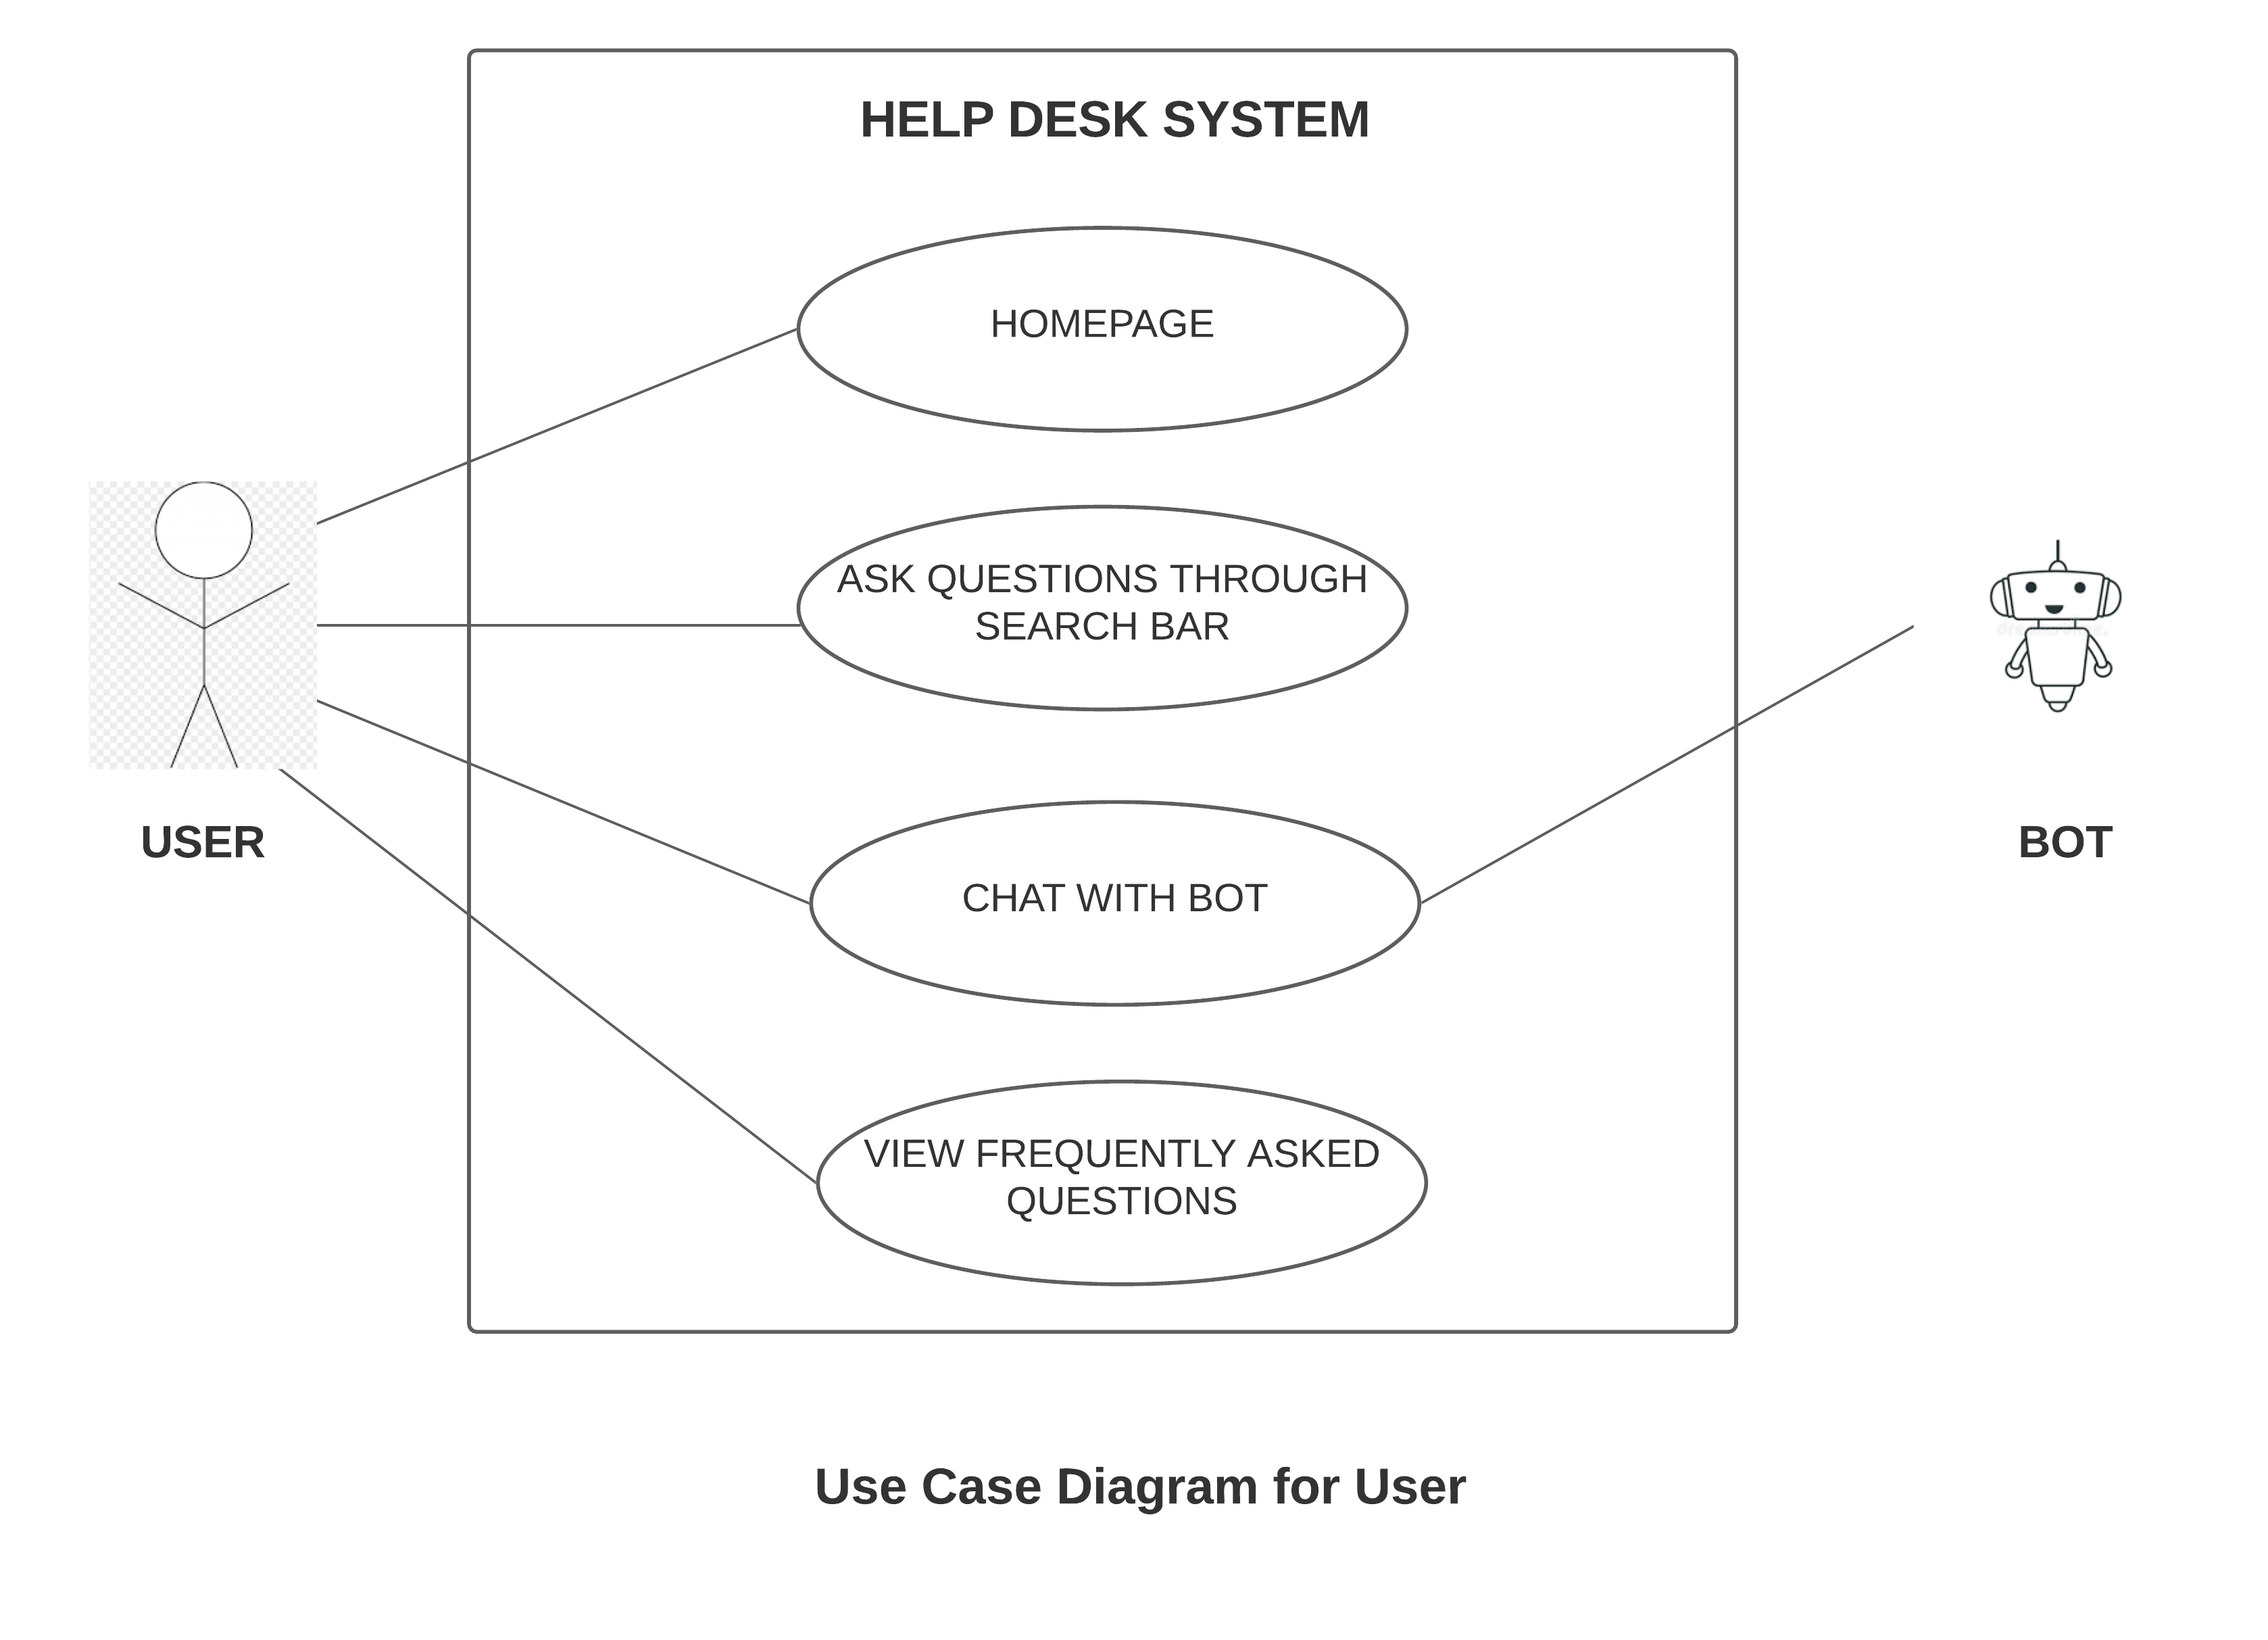 HELP DESK SYSTEM
HOMEPAGE
ASK QUESTIONS THROUGH
SEARCH BAR
USER
BOT
CHAT WITH BOT
VIEW FREQUENTLY ASKED
QUESTIONS
Use Case Diagram for User